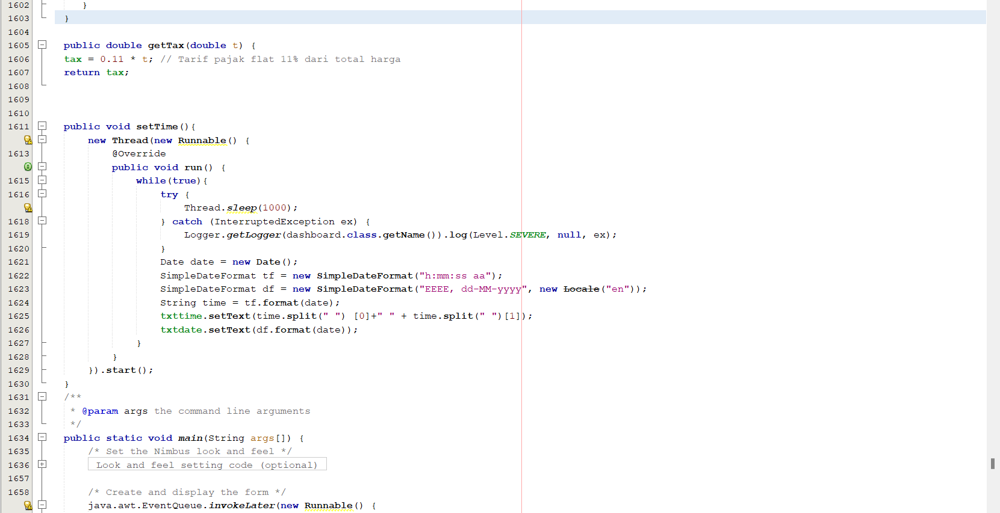 1602 }
1603 }
1604
1605 public double getTax(double t) {
1606 tax = 0.11 * t; // Tarif pajak flat 11% dari total harga
1607 return tax;
1608
1609
1610
1611 public void setTime(){
new Thread(new Runnable() {
1613 @Override
public void run() {
1615 while(true){
1616 try {
Thread.sleep(1000);
1618 } catch (InterruptedException ex) {
1619 Logger.getLogger(dashboard.class.getName()).log(Level.SEVERE, null, ex);
1620 }
1621 Date date = new Date();
1622 SimpleDateFormat tf = new SimpleDateFormat("h:mm:ss aa");
1623 SimpleDateFormat df = new SimpleDateFormat("EEEE, dd-MM-yyyy", new Locale("en"));
1624 String time = tf.format(date);
1625 txttime.setText(time.split(" ") [0]+" " + time.split(" ")[1]);
1626 txtdate.setText(df.format(date));
1627 }
1628 }
1629 }).start();
1630 }
1631 /**
1632 * @param args the command line arguments
1633 */
1634 public static void main(String args[]) {
1635 /* Set the Nimbus look and feel */
1636 Look and feel setting code (optional)
1657
1658 /* Create and display the form */
java.awt.EventQueue.invokeLater(new Runnable() {